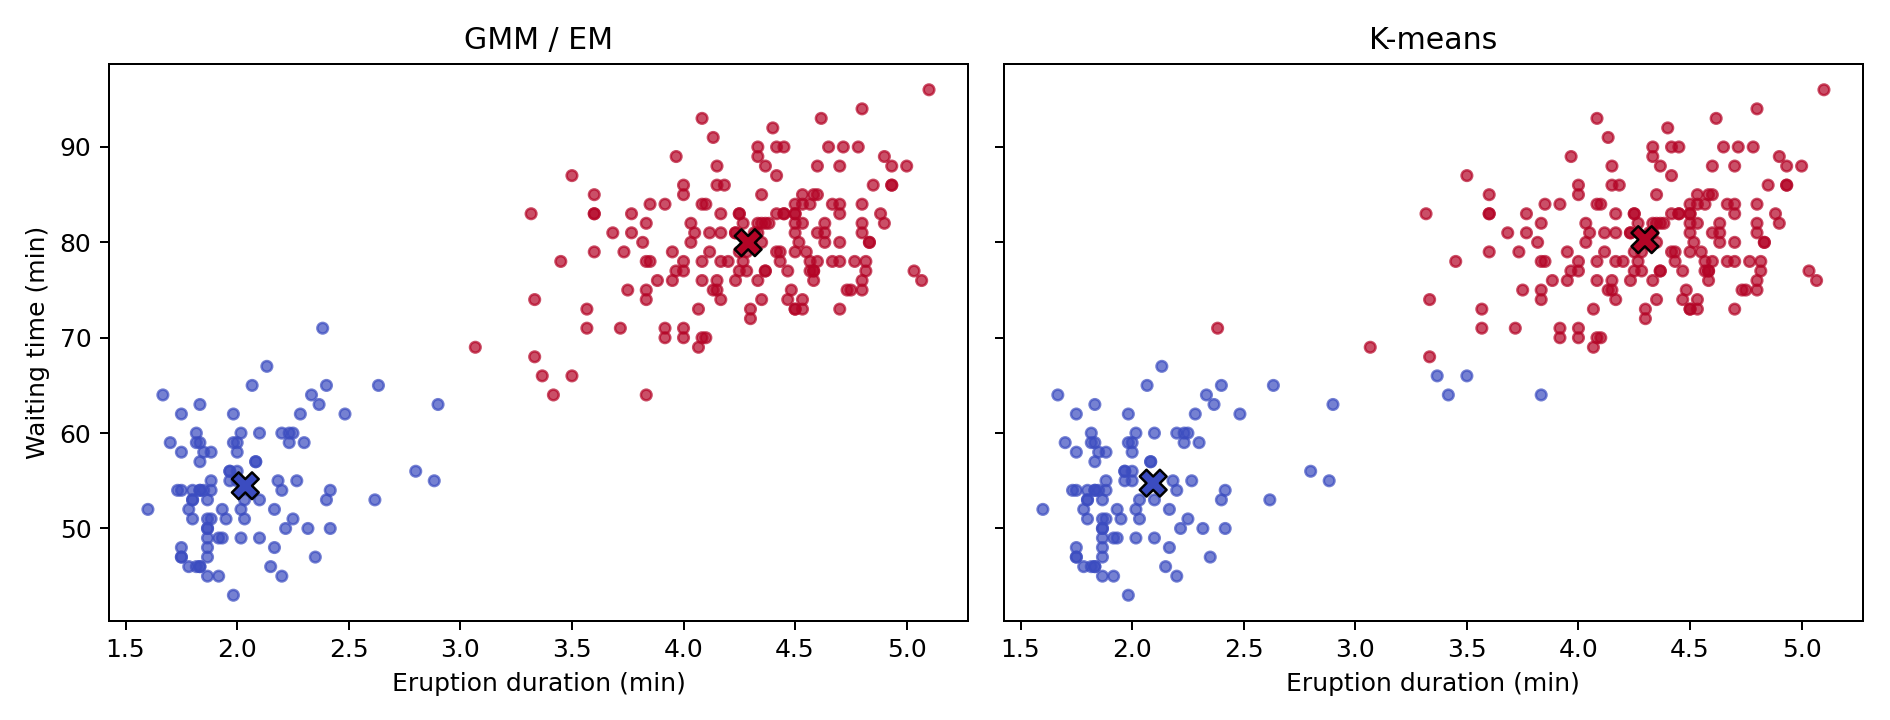 GMM / EM
K-means
Waiting time (min)
90
80
70
60
50
1.5 2.0 2.5 3.0 3.5 4.0 4.5 5.0
1.5 2.0 2.5 3.0 3.5 4.0 4.5 5.0
Eruption duration (min)
Eruption duration (min)